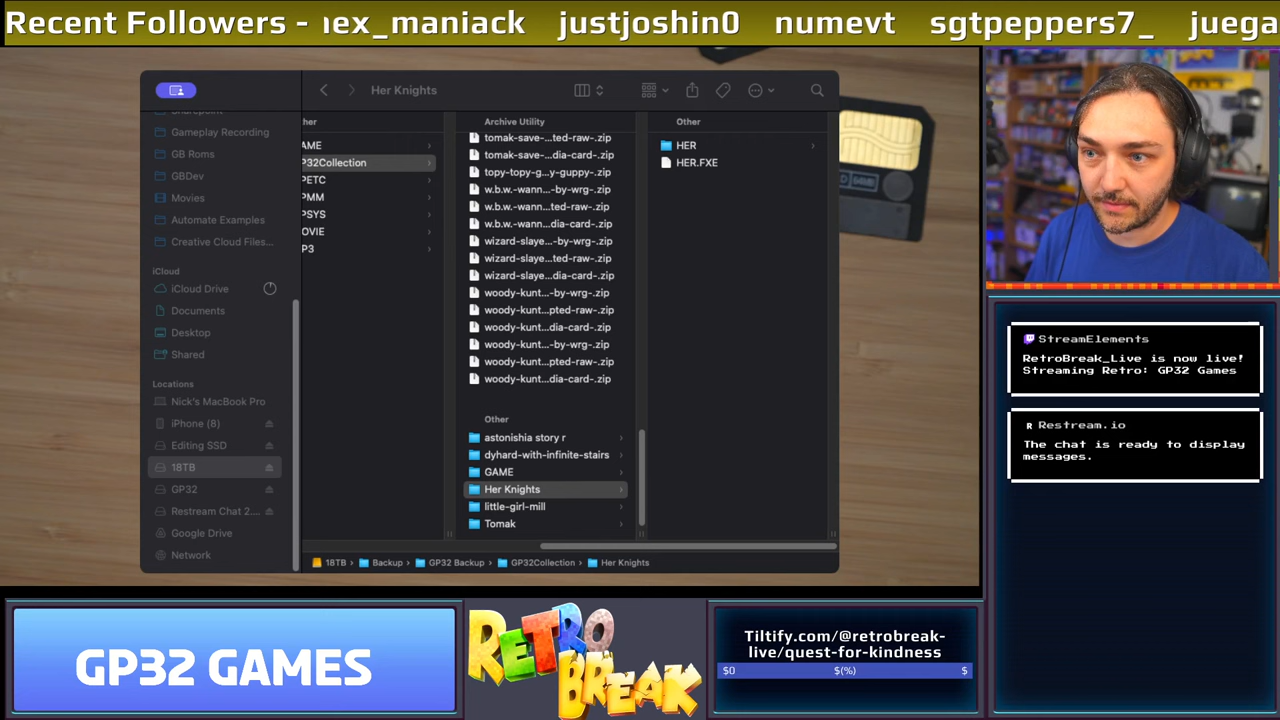 Recent Followers - nex_maniack justjoshin0 numevt sgtpeppers7_ juega
Her Knights
Gameplay Recording
GB Roms
GBDev
Movies
Automate Examples
Creative Cloud Files...
iCloud
iCloud Drive
Documents
Desktop
Shared
Locations
Nick's MacBook Pro
iPhone (8)
Editing SSD
18TB
GP32
Restream Chat 2....
Google Drive
Network
her
AME
P32Collection
PETC
PMM
PSYS
OVIE
P3
Archive Utility
tomak-save-...ted-raw-.zip
tomak-save-...dia-card-.zip
topy-topy-g...y-guppy-.zip
w.b.w.-wann...-by-wrg-.zip
w.b.w.-wann...ted-raw-.zip
w.b.w.-wann...dia-card-.zip
wizard-slaye...-by-wrg-.zip
wizard-slaye...ted-raw-.zip
wizard-slaye...dia-card-.zip
woody-kunt...-by-wrg-.zip
woody-kunt...pted-raw-.zip
woody-kunt...dia-card-.zip
woody-kunt...-by-wrg-.zip
woody-kunt...pted-raw-.zip
woody-kunt...dia-card-.zip
Other
astonishia story r
dyhard-with-infinite-stairs
GAME
Her Knights
little-girl-mill
Tomak
Other
HER
HER.FXE
18TB › Backup › GP32 Backup › GP32Collection › Her Knights
64MB
StreamElements
RetroBreak_Live is now live!
Streaming Retro: GP32 Games
Restream.io
The chat is ready to display
messages.
GP32 GAMES
RETRO
BREAK
Tiltify.com/@retrobreak-
live/quest-for-kindness
$0 $(%) $